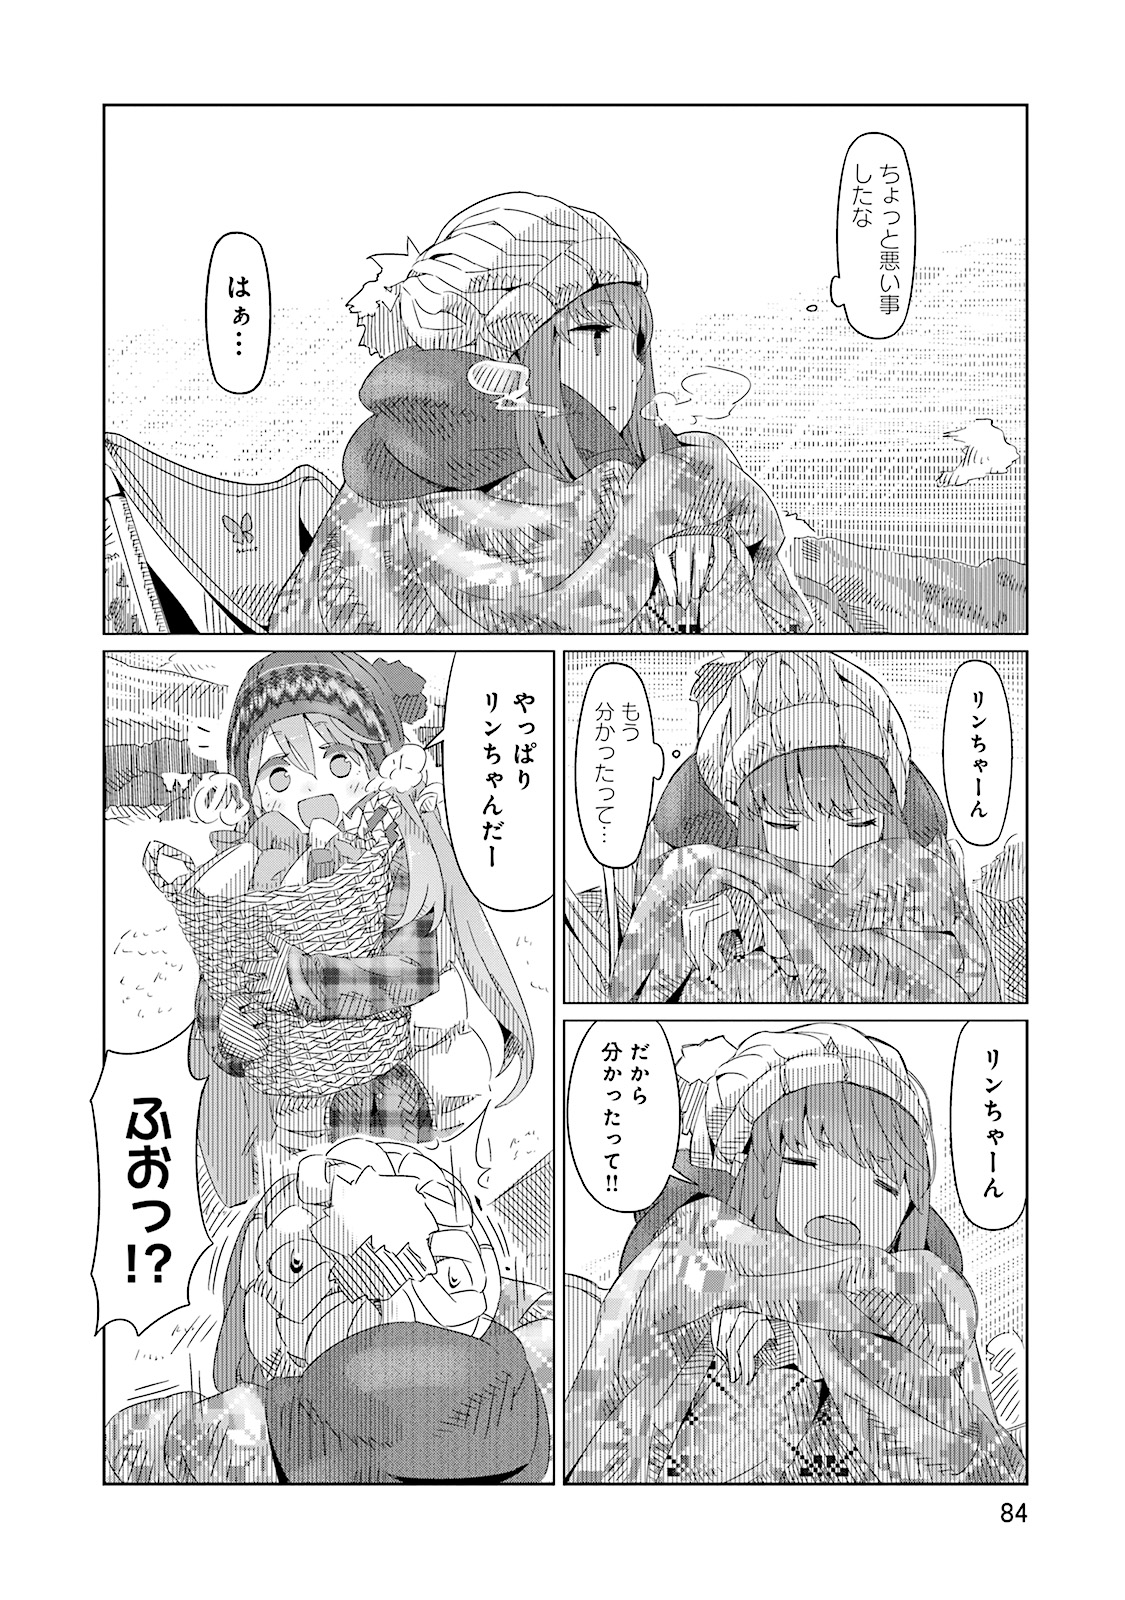 ちょっと悪い事
したな
はぁ…
リンちゃーん
もう
分かったって…
リンちゃーん
だから
分かったって!!
やっぱり
リンちゃんだー
ふおっ!?
84